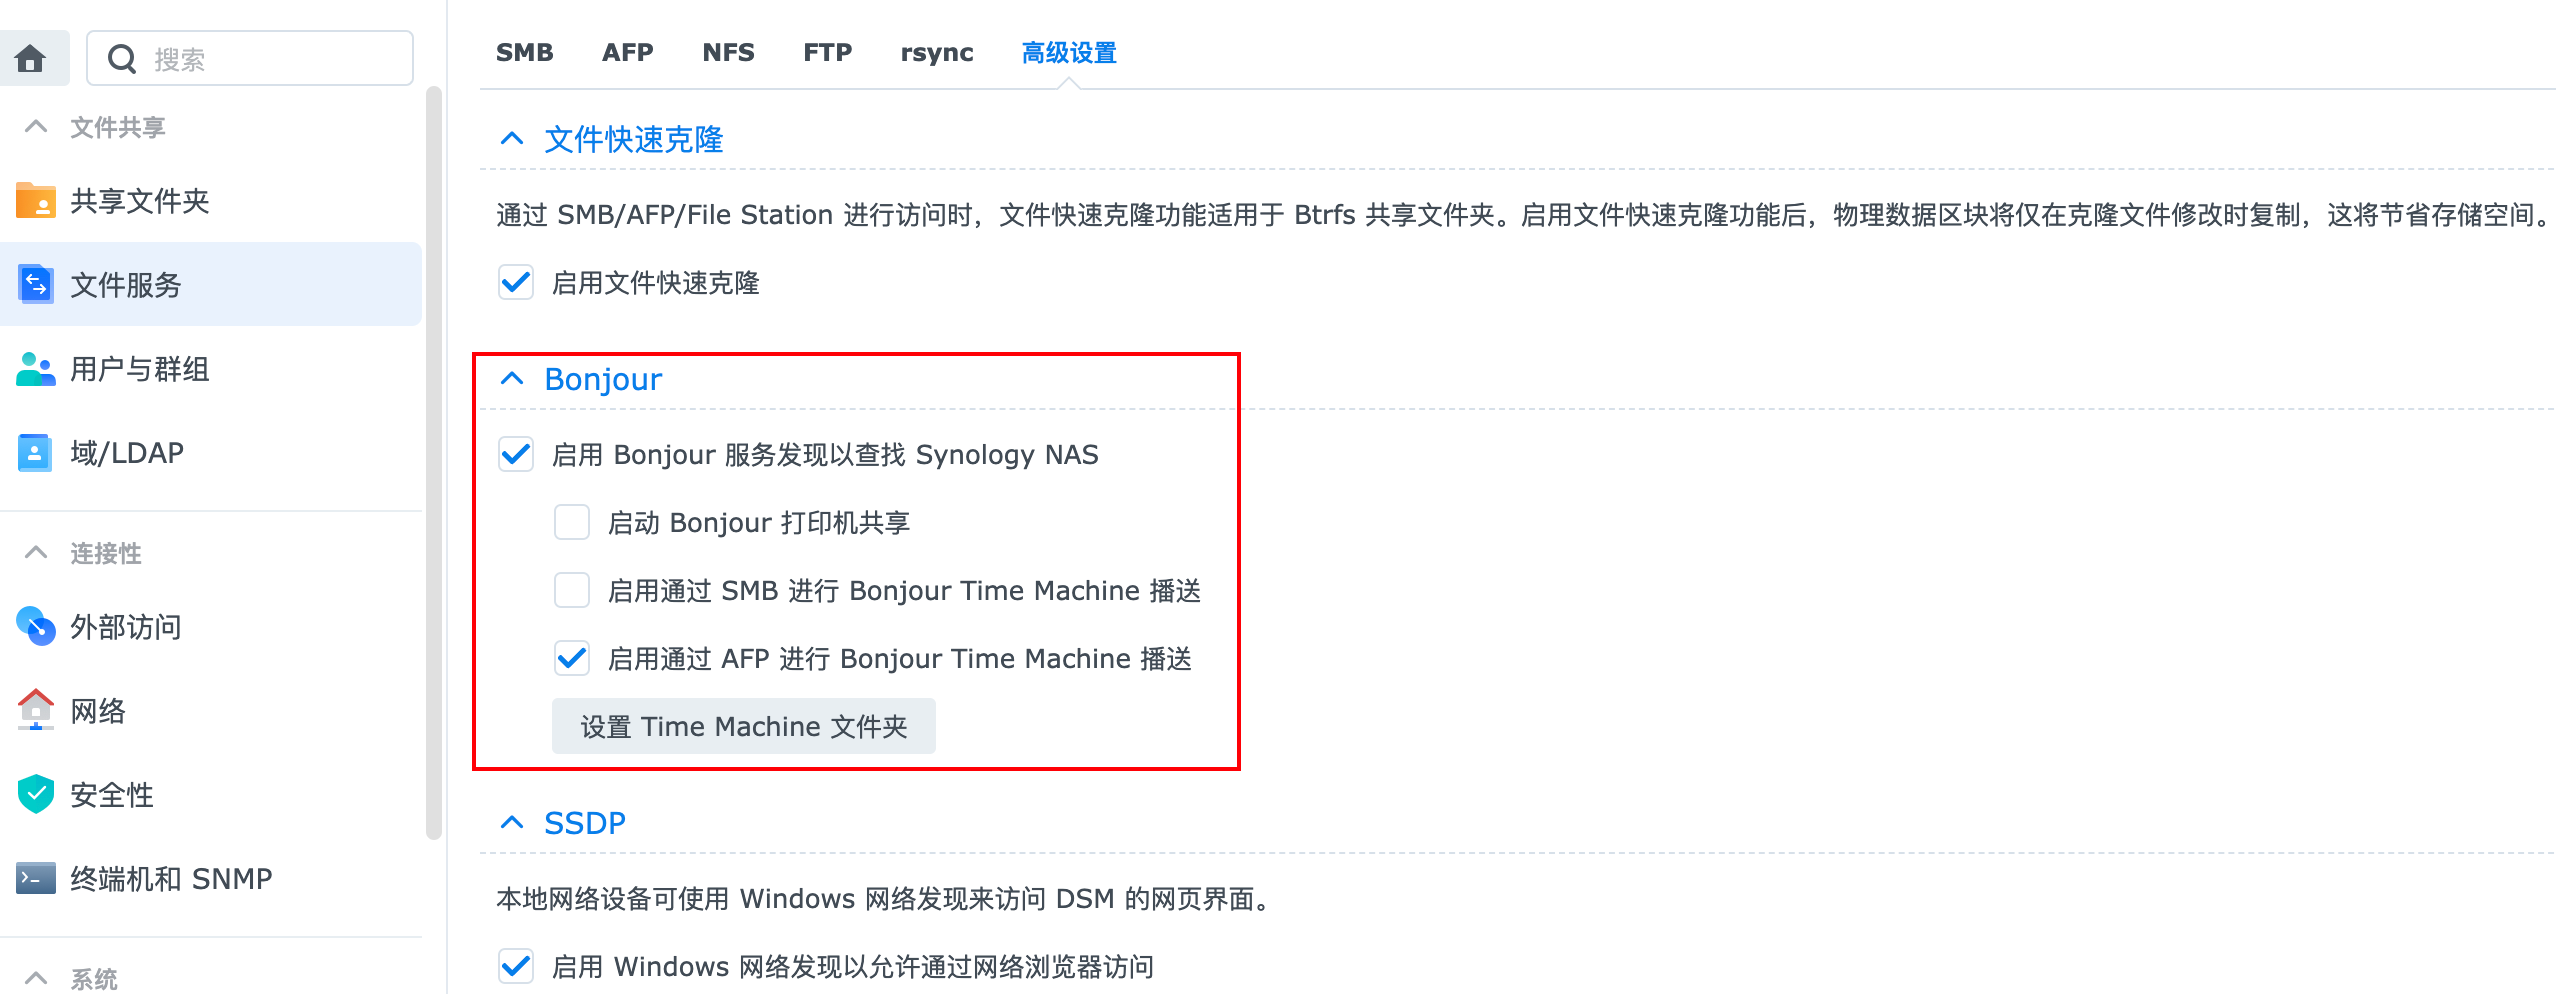 搜索
文件共享
共享文件夹
文件服务
用户与群组
域/LDAP
连接性
外部访问
网络
安全性
终端机和 SNMP
系统
SMB AFP NFS FTP rsync 高级设置
文件快速克隆
通过 SMB/AFP/File Station 进行访问时，文件快速克隆功能适用于 Btrfs 共享文件夹。启用文件快速克隆功能后，物理数据区块将仅在克隆文件修改时复制，这将节省存储空间。
启用文件快速克隆
Bonjour
启用 Bonjour 服务发现以查找 Synology NAS
启动 Bonjour 打印机共享
启用通过 SMB 进行 Bonjour Time Machine 播送
启用通过 AFP 进行 Bonjour Time Machine 播送
设置 Time Machine 文件夹
SSDP
本地网络设备可使用 Windows 网络发现来访问 DSM 的网页界面。
启用 Windows 网络发现以允许通过网络浏览器访问